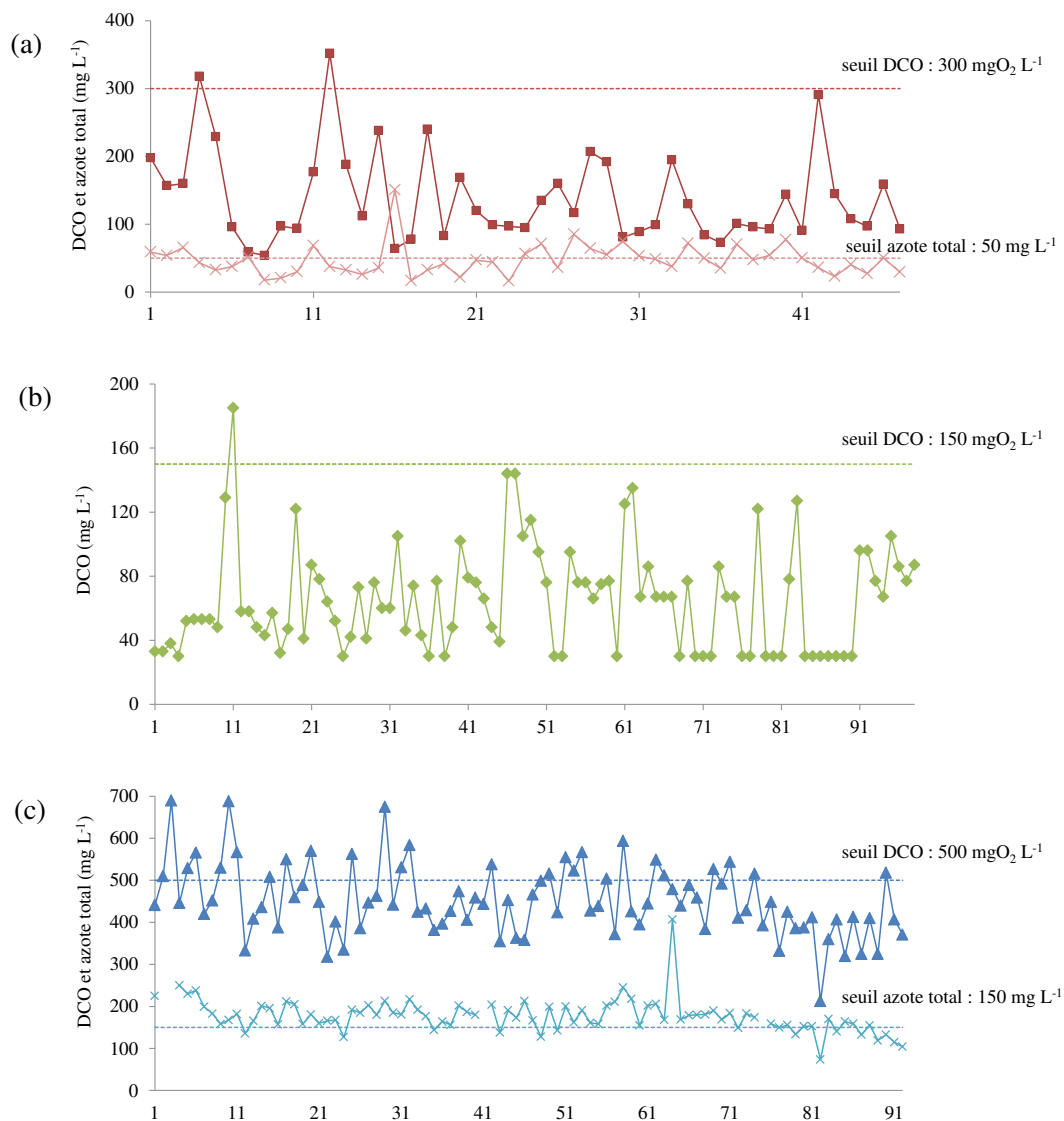 (a)
DCO et azote total (mg L⁻¹)
400
300
200
100
0
seuil DCO : 300 mgO₂ L⁻¹
seuil azote total : 50 mg L⁻¹
1 11 21 31 41
(b)
DCO (mg L⁻¹)
200
160
120
80
40
0
seuil DCO : 150 mgO₂ L⁻¹
1 11 21 31 41 51 61 71 81 91
(c)
DCO et azote total (mg L⁻¹)
700
600
500
400
300
200
100
0
seuil DCO : 500 mgO₂ L⁻¹
seuil azote total : 150 mg L⁻¹
1 11 21 31 41 51 61 71 81 91